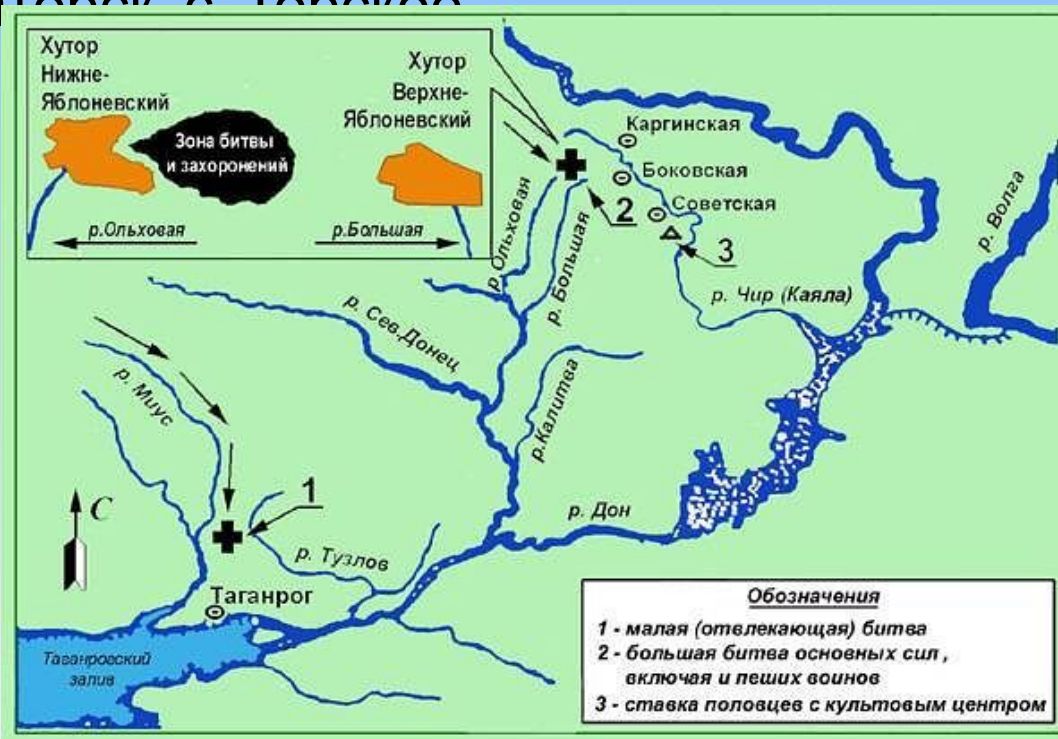 Хутор
Нижне-
Яблоневский
Зона битвы
и захоронений
Хутор
Верхне-
Яблоневский
р.Ольховая
р.Большая
Каргинская
Боковская
Советская
2
3
р. Ольховая
р. Большая
р. Чир (Каяла)
р. Волга
р. Сев.Донец
р. Миус
р.Калитва
1
С
р. Дон
р. Тузлов
Таганрог
Таганрогский
залив
Обозначения
1 - малая (отвлекающая) битва
2 - большая битва основных сил ,
включая и пеших воинов
3 - ставка половцев с культовым центром